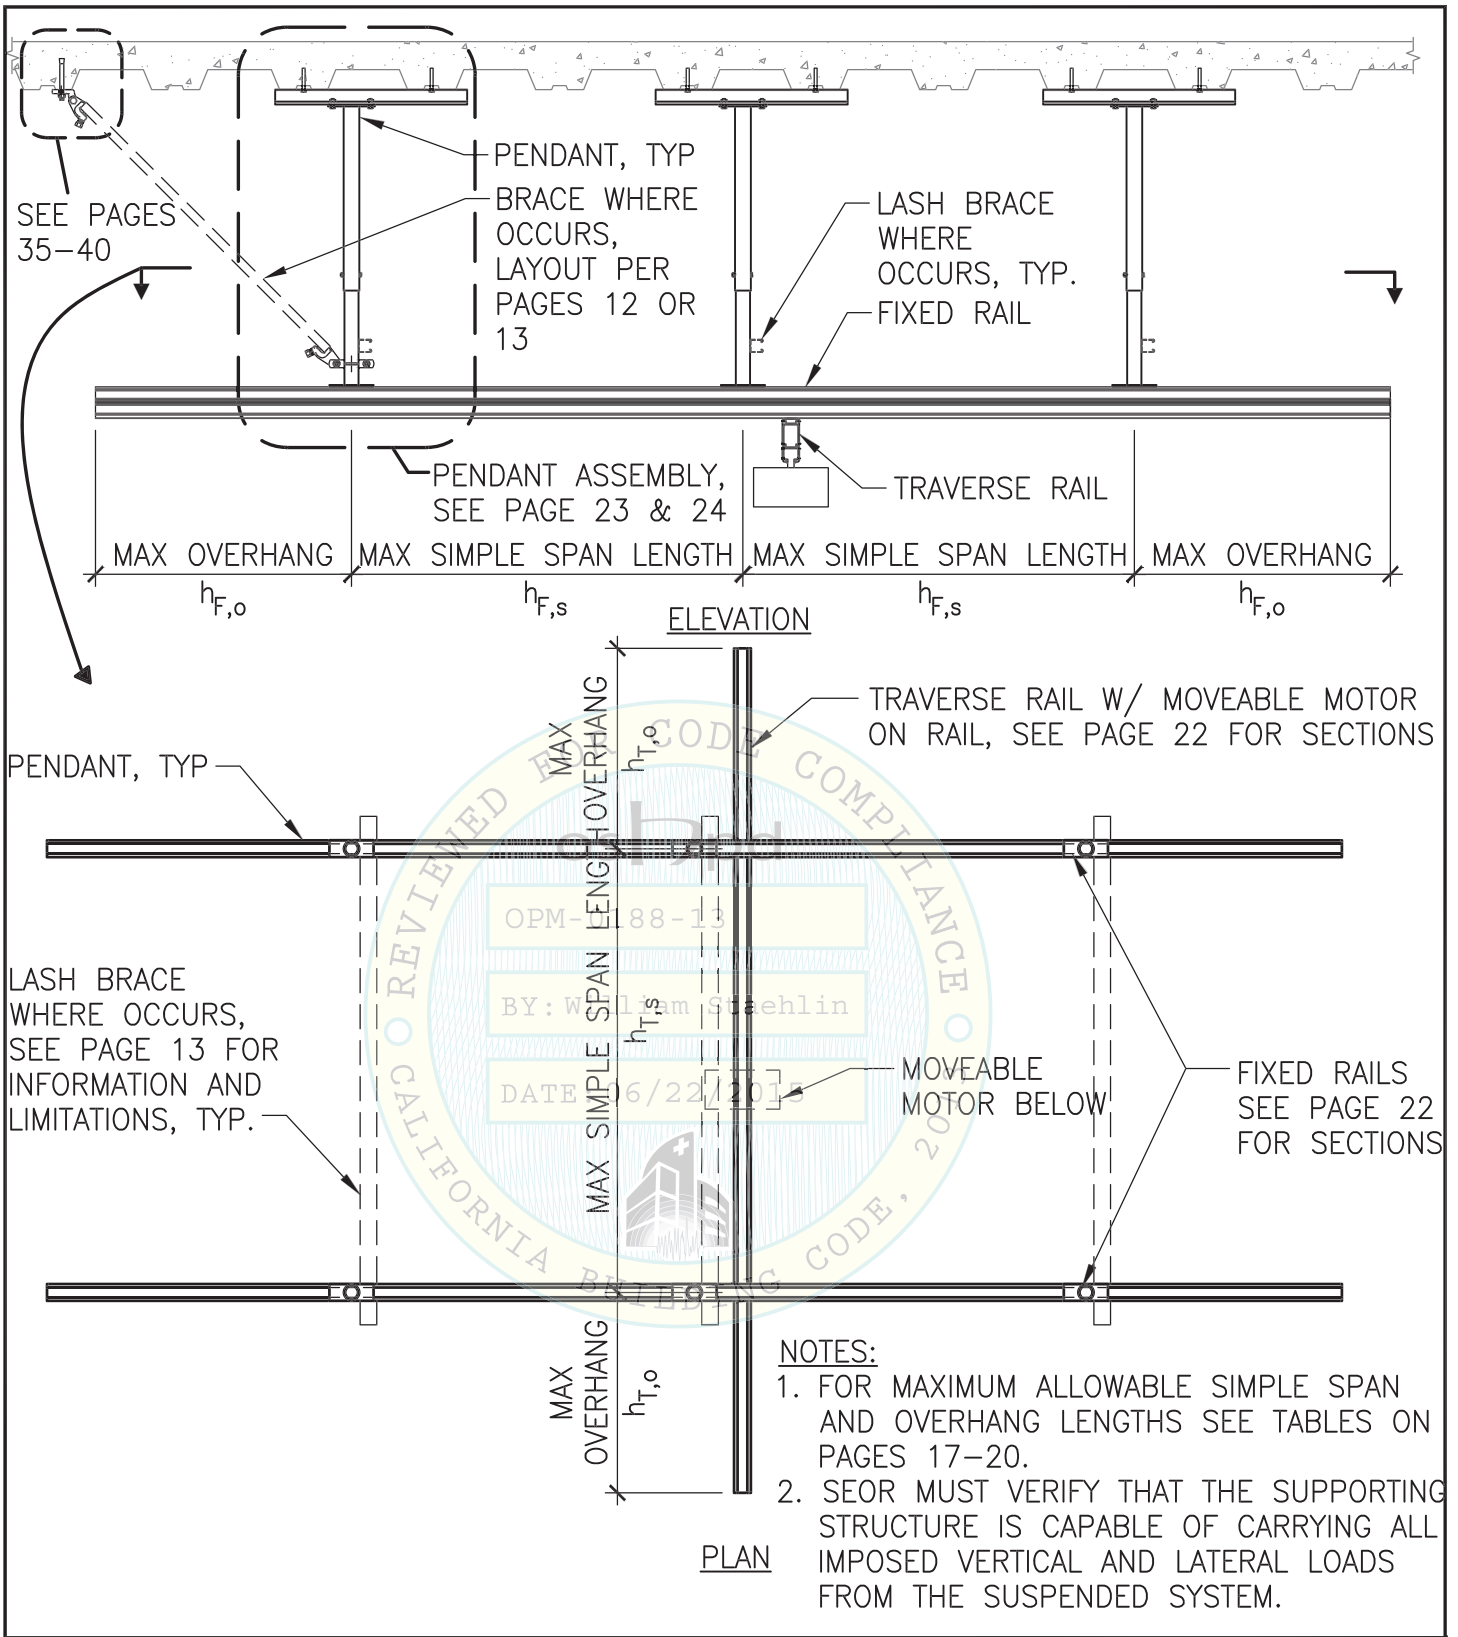 PENDANT, TYP
BRACE WHERE
OCCURS,
LAYOUT PER
PAGES 12 OR
13
SEE PAGES
35-40
LASH BRACE
WHERE
OCCURS, TYP.
FIXED RAIL
PENDANT ASSEMBLY,
SEE PAGE 23 & 24
TRAVERSE RAIL
MAX OVERHANG
hF,o
MAX SIMPLE SPAN LENGTH
hF,s
MAX SIMPLE SPAN LENGTH
hF,s
MAX OVERHANG
hF,o
ELEVATION
TRAVERSE RAIL W/ MOVEABLE MOTOR
ON RAIL, SEE PAGE 22 FOR SECTIONS
MAX
OVERHANG
hT,o
PENDANT, TYP
MAX SIMPLE SPAN LENGTH
hT,s
LASH BRACE
WHERE OCCURS,
SEE PAGE 13 FOR
INFORMATION AND
LIMITATIONS, TYP.
MOVEABLE
MOTOR BELOW
FIXED RAILS
SEE PAGE 22
FOR SECTIONS
MAX
OVERHANG
hT,o
REVIEWED FOR CODE COMPLIANCE
oshpd
OPM-0188-13
BY: William Staehlin
DATE: 06/22/2015
CALIFORNIA BUILDING CODE,
NOTES:
1. FOR MAXIMUM ALLOWABLE SIMPLE SPAN
AND OVERHANG LENGTHS SEE TABLES ON
PAGES 17-20.
2. SEOR MUST VERIFY THAT THE SUPPORTING
STRUCTURE IS CAPABLE OF CARRYING ALL
IMPOSED VERTICAL AND LATERAL LOADS
FROM THE SUSPENDED SYSTEM.
PLAN